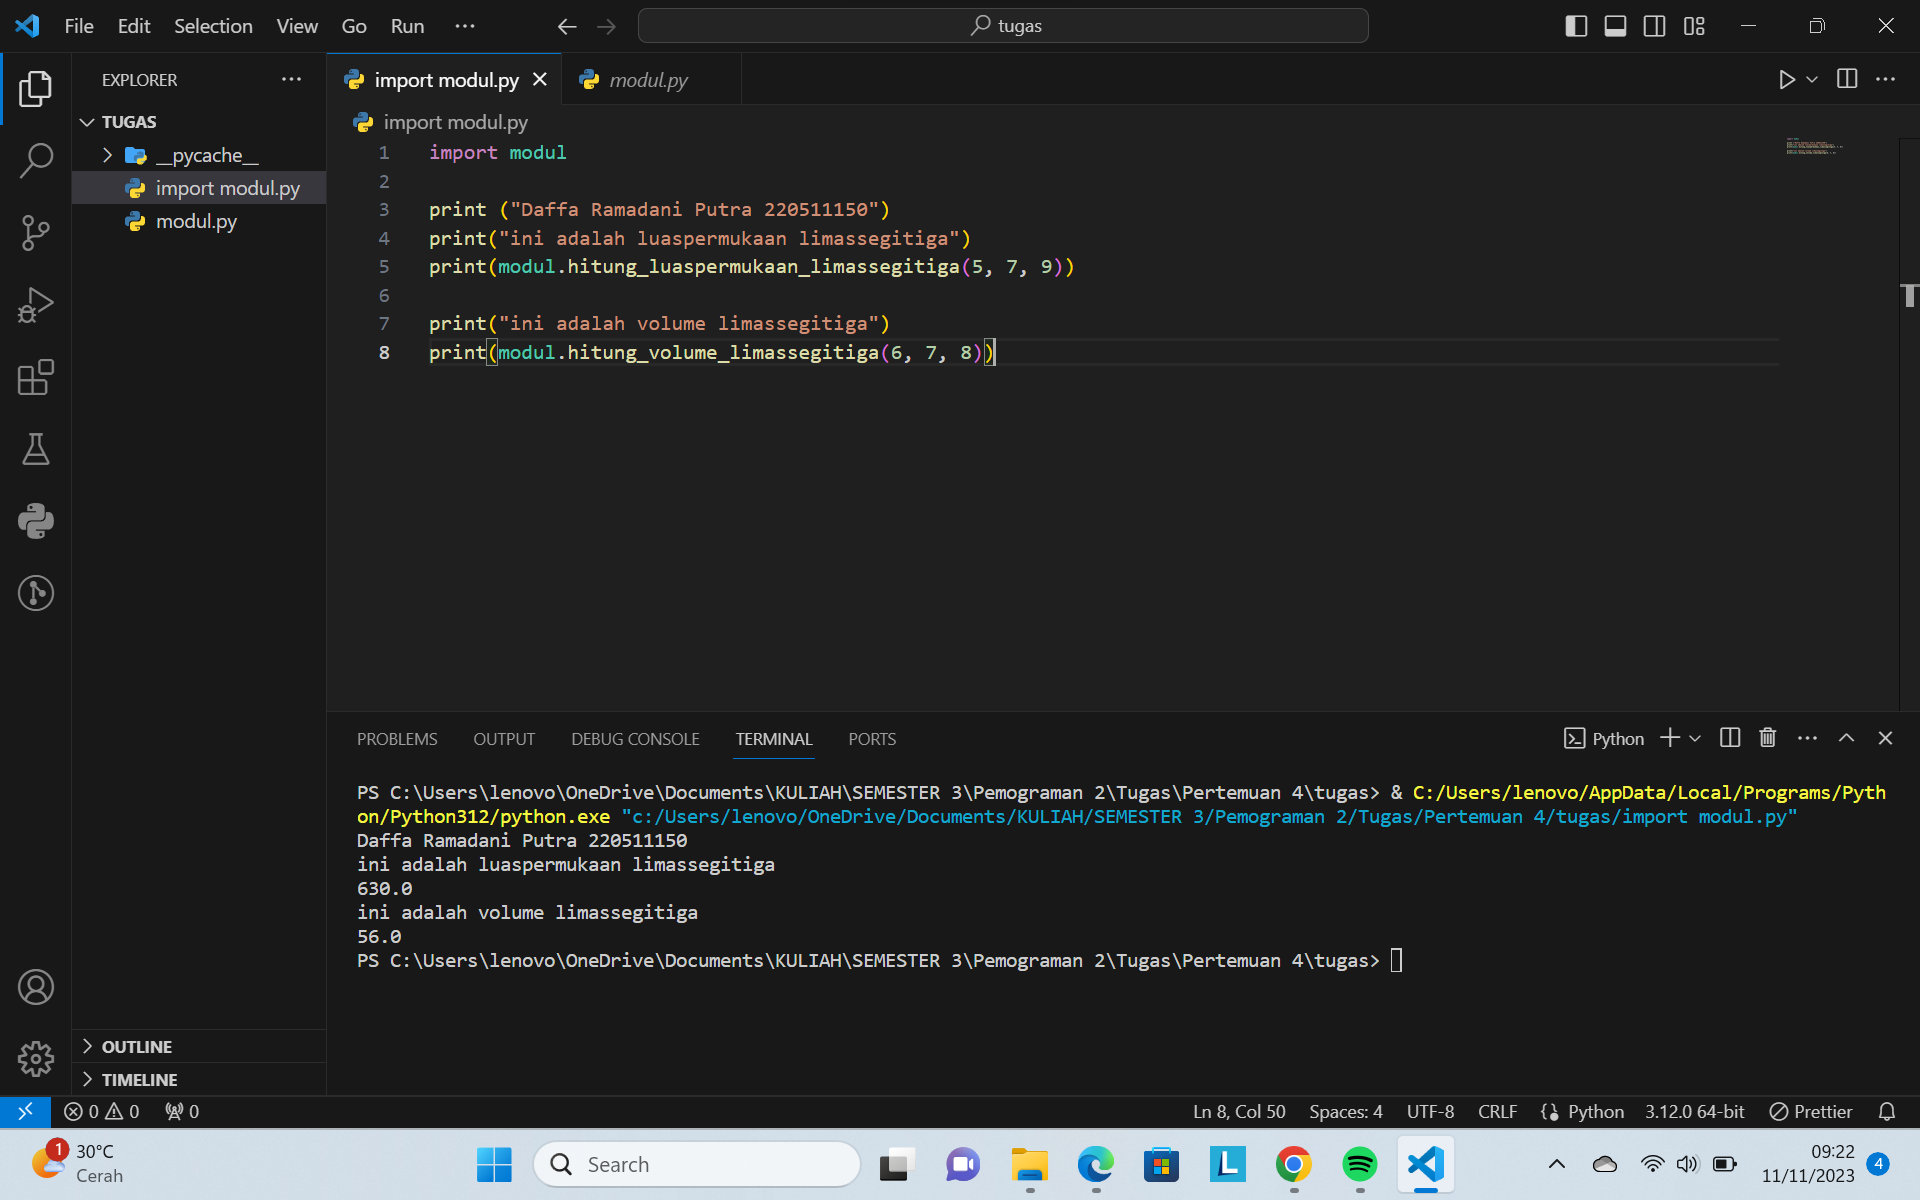 File Edit Selection View Go Run ··· tugas
EXPLORER ···
TUGAS
__pycache__
import modul.py
modul.py
import modul.py modul.py
import modul.py
1 import modul
2
3 print ("Daffa Ramadani Putra 220511150")
4 print("ini adalah luaspermukaan limassegitiga")
5 print(modul.hitung_luaspermukaan_limassegitiga(5, 7, 9))
6
7 print("ini adalah volume limassegitiga")
8 print(modul.hitung_volume_limassegitiga(6, 7, 8))
PROBLEMS OUTPUT DEBUG CONSOLE TERMINAL PORTS Python
PS C:\Users\lenovo\OneDrive\Documents\KULIAH\SEMESTER 3\Pemograman 2\Tugas\Pertemuan 4\tugas> & C:/Users/lenovo/AppData/Local/Programs/Pyth
on/Python312/python.exe "c:/Users/lenovo/OneDrive/Documents/KULIAH/SEMESTER 3/Pemograman 2/Tugas/Pertemuan 4/tugas/import modul.py"
Daffa Ramadani Putra 220511150
ini adalah luaspermukaan limassegitiga
630.0
ini adalah volume limassegitiga
56.0
PS C:\Users\lenovo\OneDrive\Documents\KULIAH\SEMESTER 3\Pemograman 2\Tugas\Pertemuan 4\tugas>
OUTLINE
TIMELINE
0 0 0 Ln 8, Col 50 Spaces: 4 UTF-8 CRLF Python 3.12.0 64-bit Prettier
1 30°C
Cerah
Search
09:22
11/11/2023 4